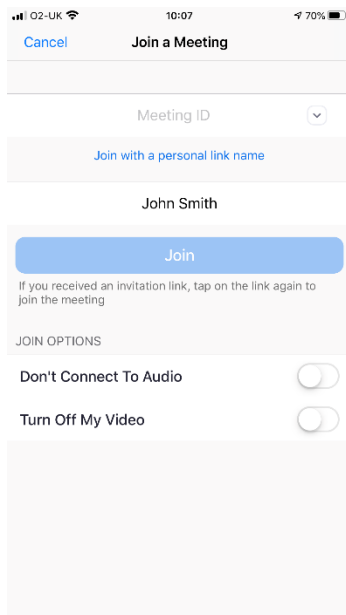 O2-UK 10:07 70%
Cancel Join a Meeting
Meeting ID
Join with a personal link name
John Smith
Join
If you received an invitation link, tap on the link again to
join the meeting
JOIN OPTIONS
Don't Connect To Audio
Turn Off My Video